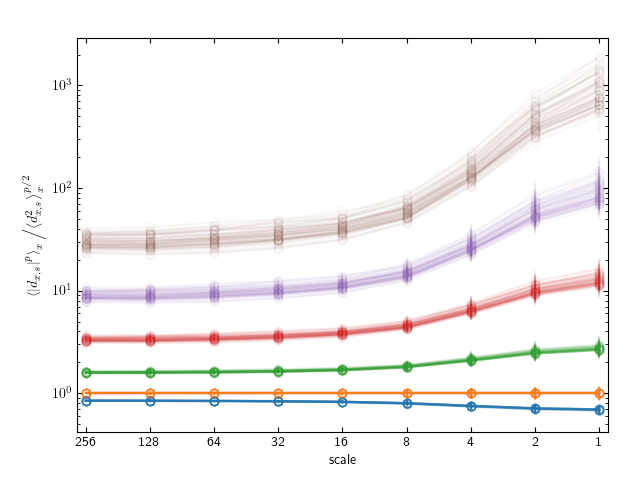 10³
10²
10¹
10⁰
⟨|d_{x,s}|^p⟩_x / ⟨d²_{x,s}⟩_x^{p/2}
256 128 64 32 16 8 4 2 1
scale